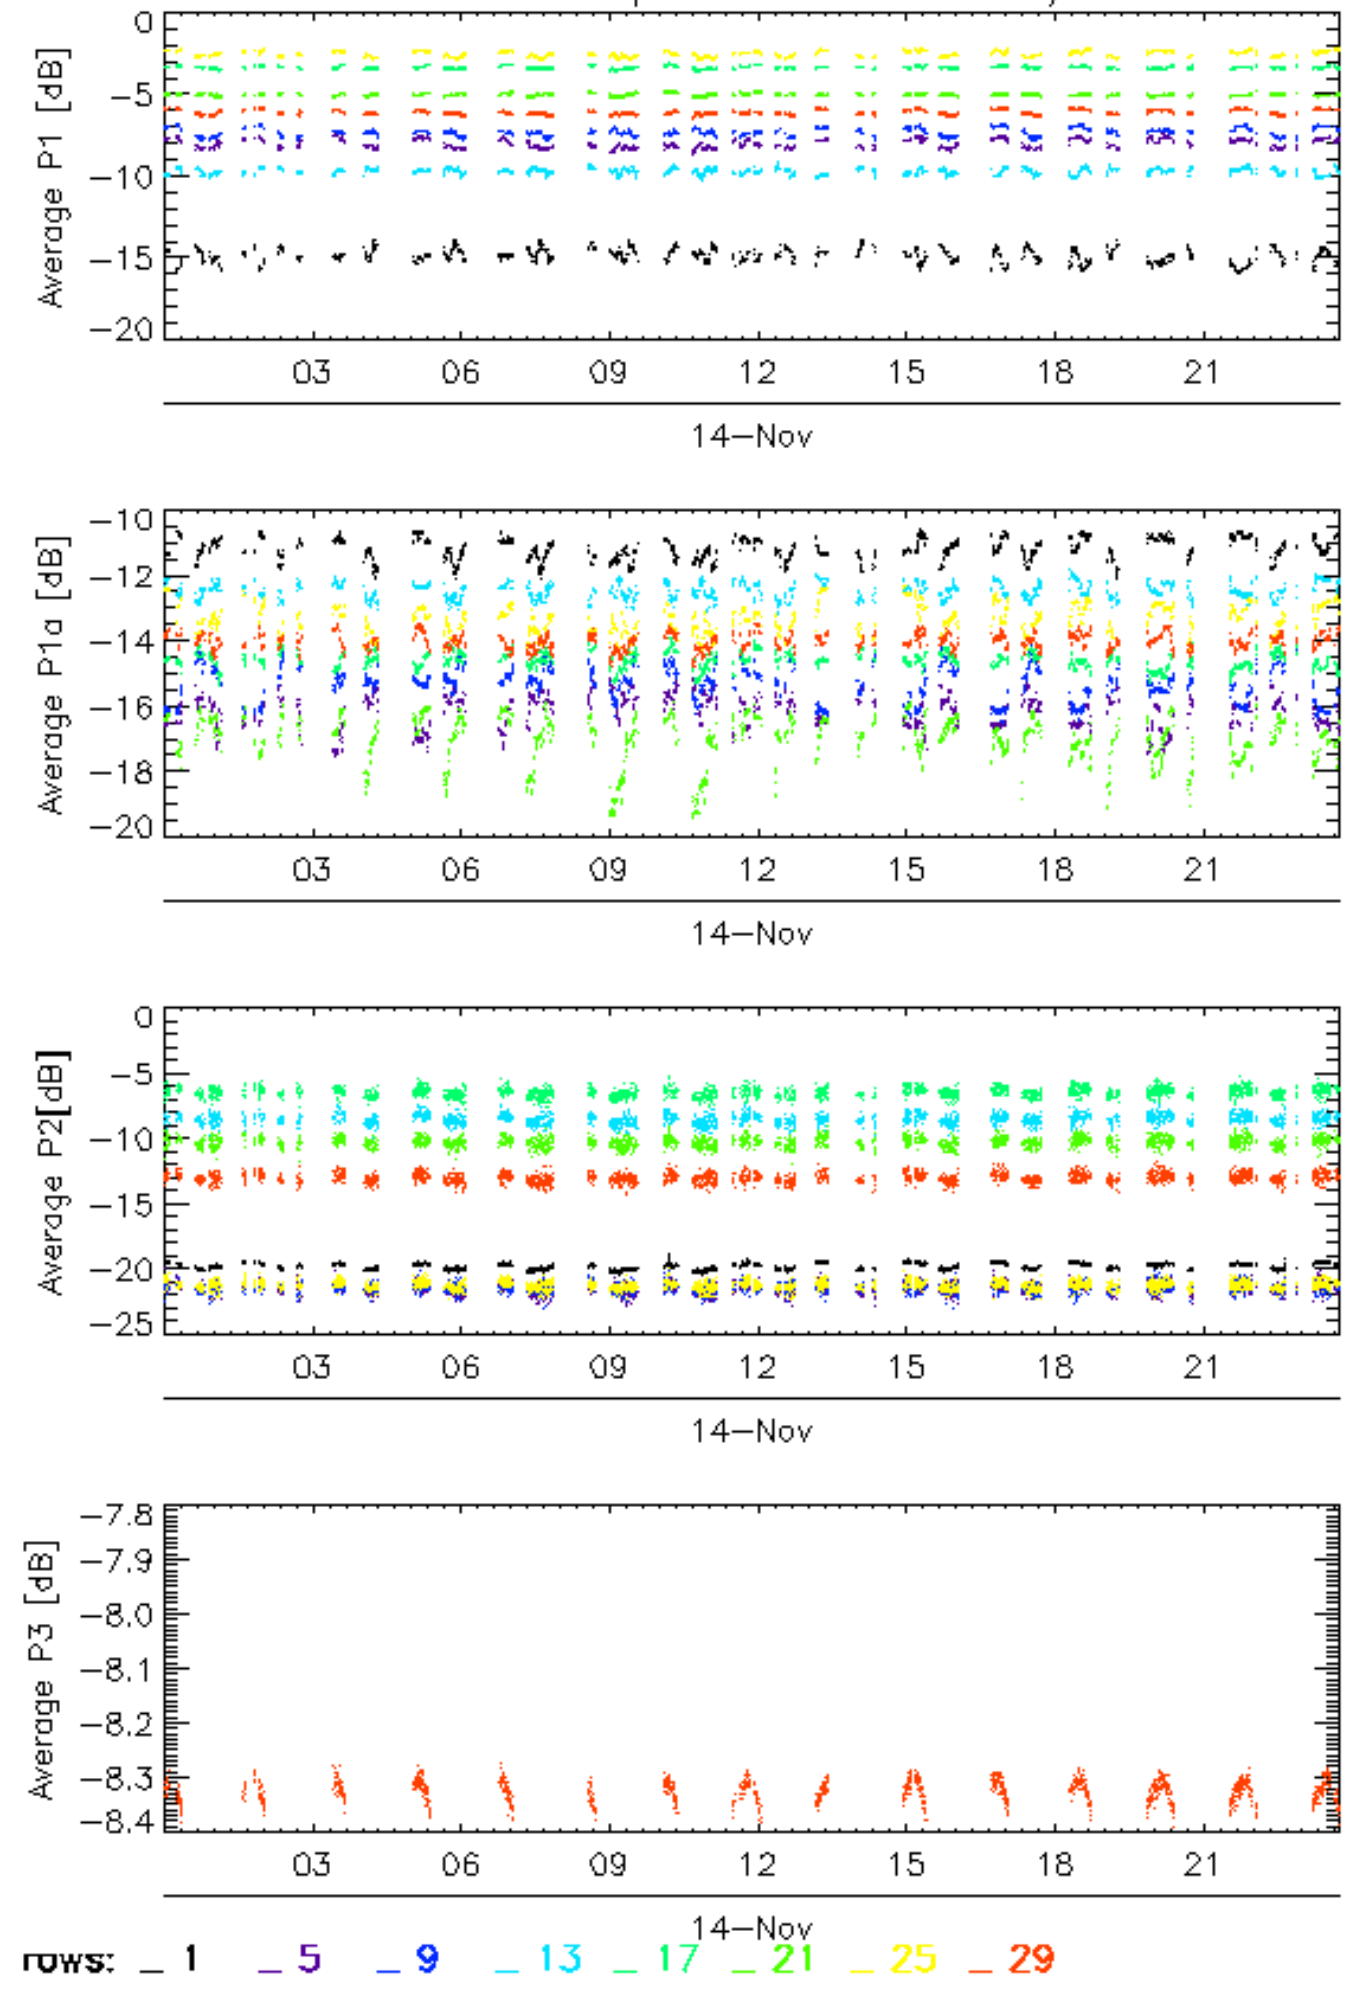 0
−5
−10
−15
−20
Average P1 [dB]
03 06 09 12 15 18 21
14−Nov
−10
−12
−14
−16
−18
−20
Average P1a [dB]
03 06 09 12 15 18 21
14−Nov
0
−5
−10
−15
−20
−25
Average P2[dB]
03 06 09 12 15 18 21
14−Nov
−7.8
−7.9
−8.0
−8.1
−8.2
−8.3
−8.4
Average P3 [dB]
03 06 09 12 15 18 21
14−Nov
rows: _ 1 _ 5 _ 9 _ 13 _ 17 _ 21 _ 25 _ 29